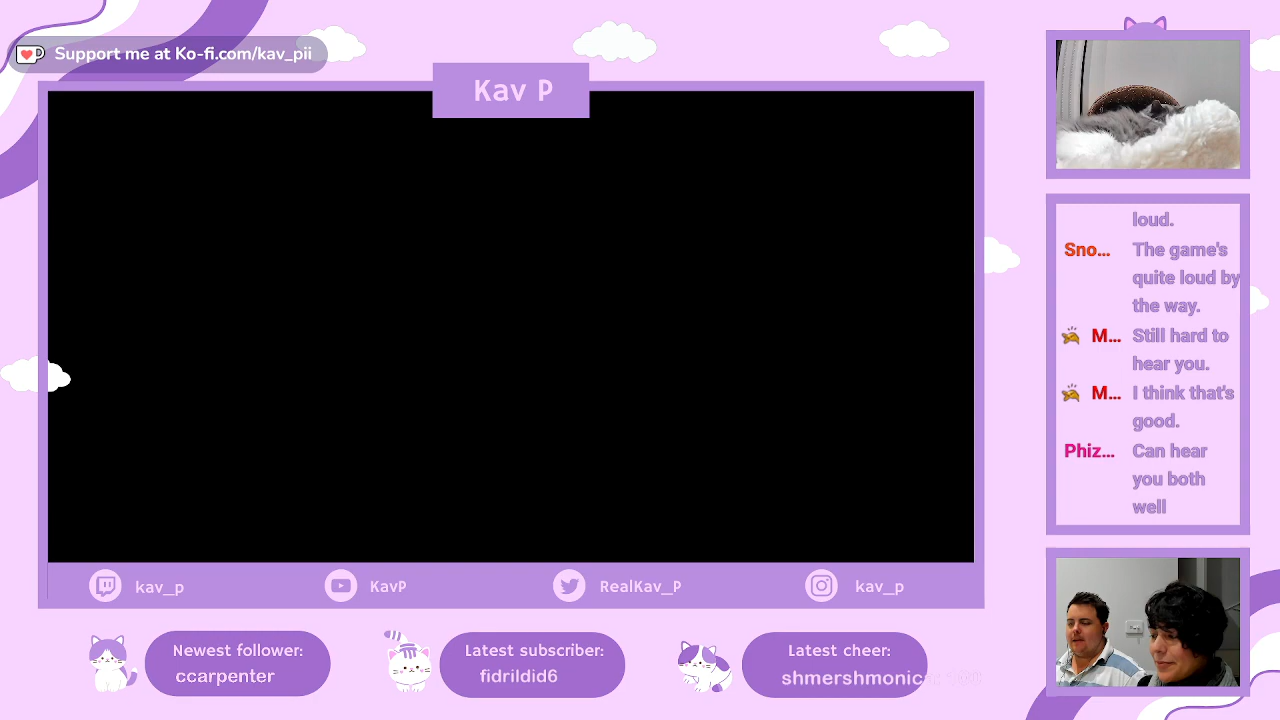 Support me at Ko-fi.com/kav_pii
Kav P
loud.
Sno... The game's
quite loud by
the way.
M... Still hard to
hear you.
M... I think that's
good.
Phiz... Can hear
you both
well
kav_p
KavP
RealKav_P
kav_p
Newest follower:
ccarpenter
Latest subscriber:
fidrildid6
Latest cheer:
shmershmonica: